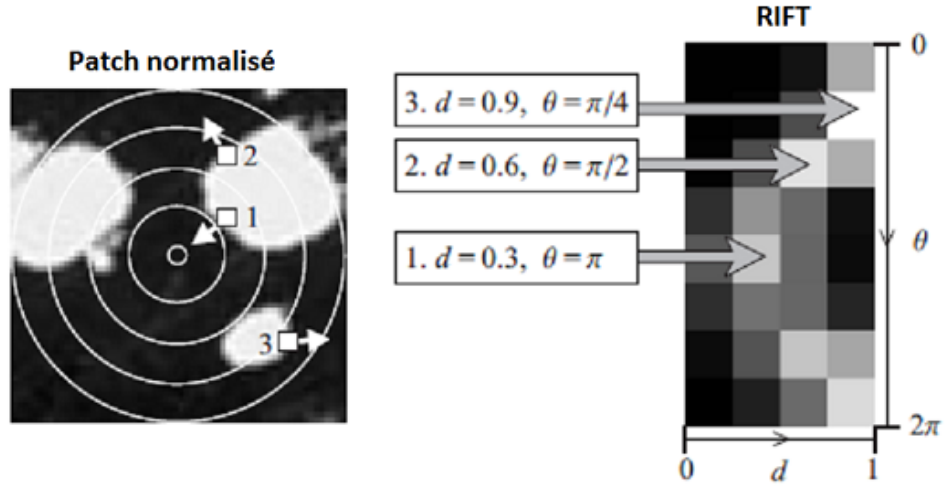 Patch normalisé
2
1
3
RIFT
3. d = 0.9, θ = π/4
2. d = 0.6, θ = π/2
1. d = 0.3, θ = π
0
θ
2π
0
d
1